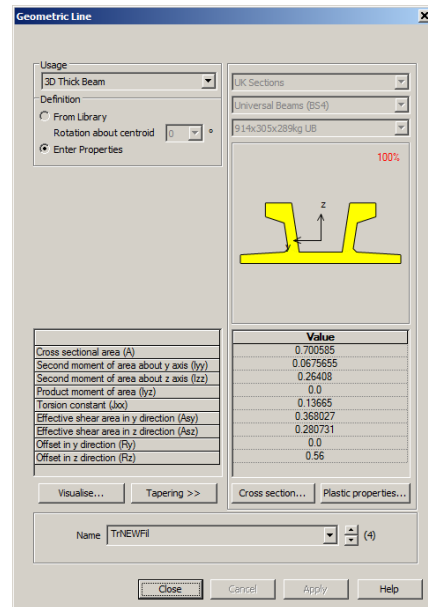 Geometric Line
Usage
3D Thick Beam
Definition
From Library
Rotation about centroid 0 °
Enter Properties
UK Sections
Universal Beams (BS4)
914x305x289kg UB
100%
z
y
Value
Cross sectional area (A) 0.700585
Second moment of area about y axis (Iyy) 0.0675655
Second moment of area about z axis (Izz) 0.26408
Product moment of area (Iyz) 0.0
Torsion constant (Jxx) 0.13665
Effective shear area in y direction (Asy) 0.368027
Effective shear area in z direction (Asz) 0.280731
Offset in y direction (Ry) 0.0
Offset in z direction (Rz) 0.56
Visualise... Tapering >> Cross section... Plastic properties...
Name TrNEWFil (4)
Close Cancel Apply Help